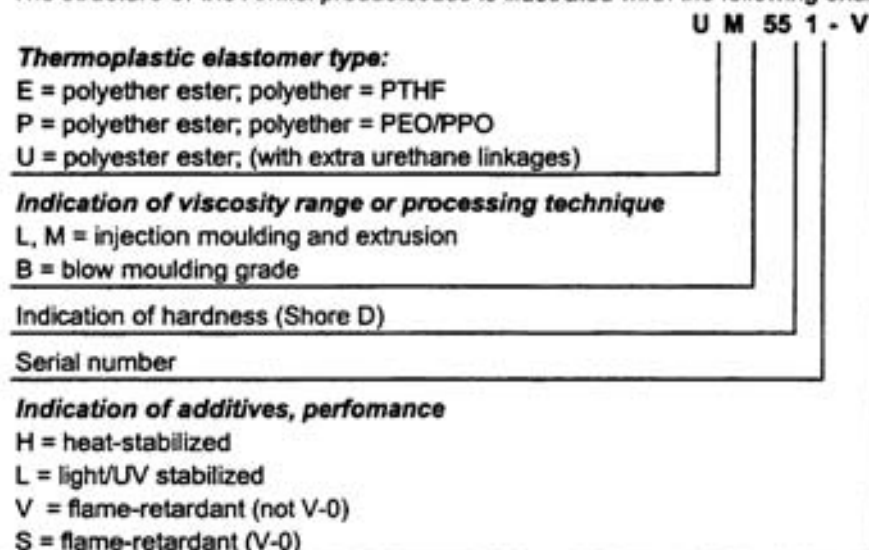 U M 55 1 - V
Thermoplastic elastomer type:
E = polyether ester; polyether = PTHF
P = polyether ester; polyether = PEO/PPO
U = polyester ester; (with extra urethane linkages)
Indication of viscosity range or processing technique
L, M = injection moulding and extrusion
B = blow moulding grade
Indication of hardness (Shore D)
Serial number
Indication of additives, perfomance
H = heat-stabilized
L = light/UV stabilized
V = flame-retardant (not V-0)
S = flame-retardant (V-0)